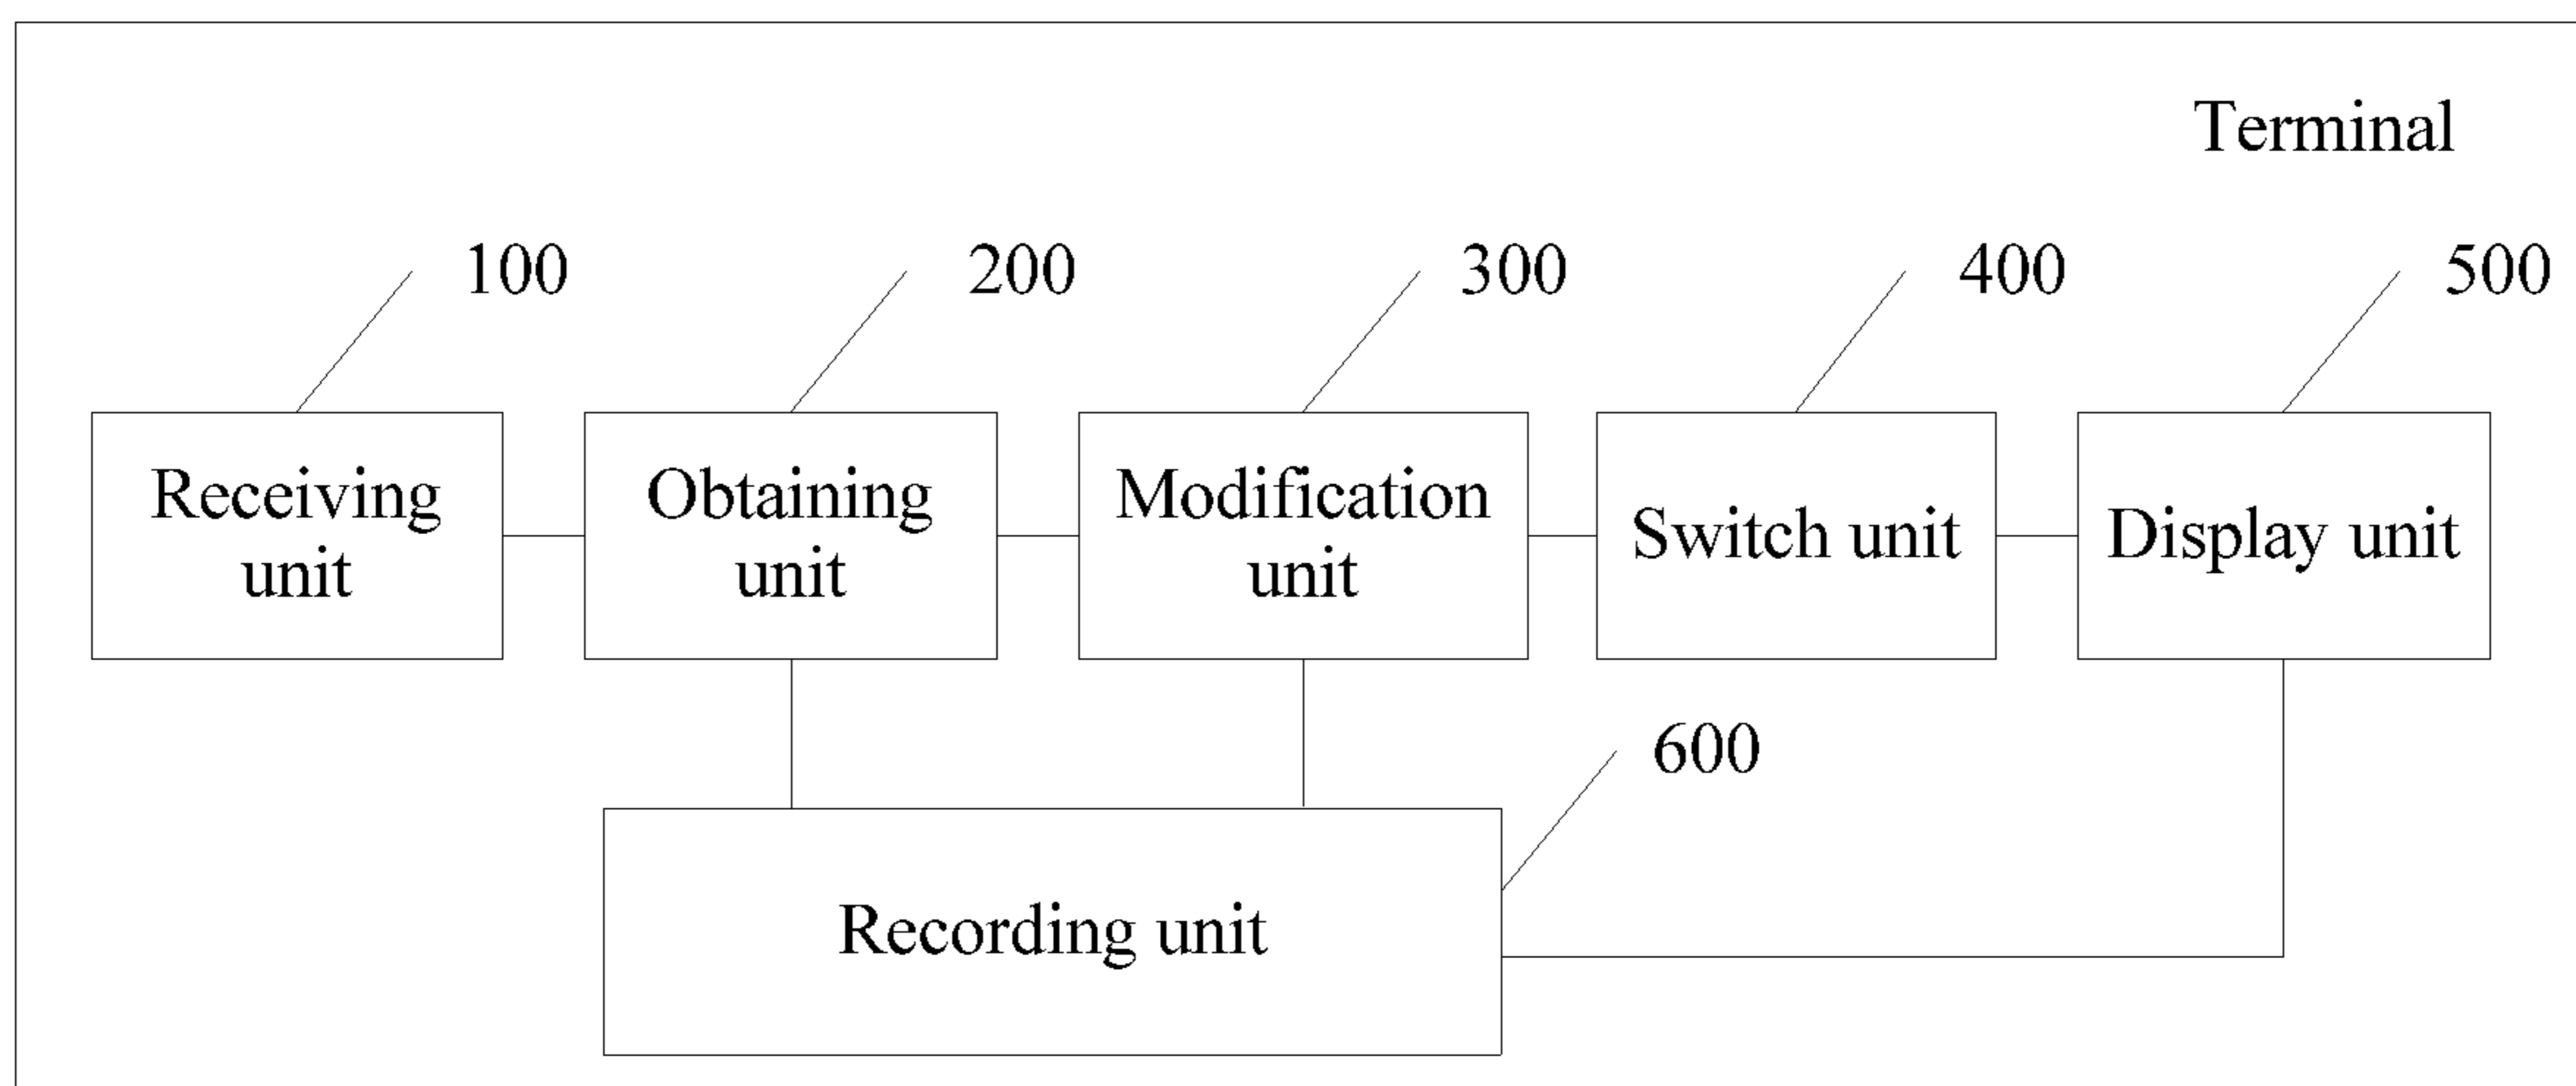 Terminal
100
200
300
400
500
Receiving
unit
Obtaining
unit
Modification
unit
Switch unit
Display unit
600
Recording unit